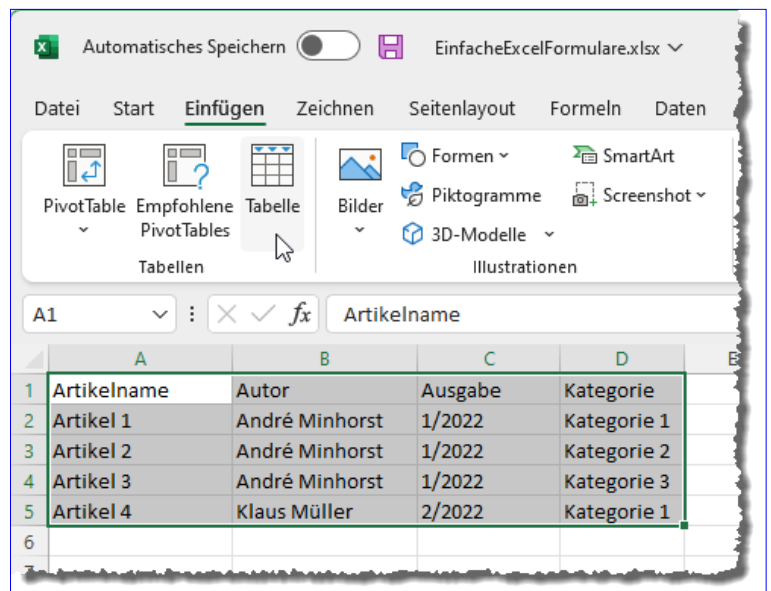 Automatisches Speichern EinfacheExcelFormulare.xlsx
Datei Start Einfügen Zeichnen Seitenlayout Formeln Daten
PivotTable Empfohlene PivotTables Tabelle Bilder
Formen SmartArt
Piktogramme Screenshot
3D-Modelle
Tabellen Illustrationen
A1 fx Artikelname
A B C D E
1 Artikelname Autor Ausgabe Kategorie
2 Artikel 1 André Minhorst 1/2022 Kategorie 1
3 Artikel 2 André Minhorst 1/2022 Kategorie 2
4 Artikel 3 André Minhorst 1/2022 Kategorie 3
5 Artikel 4 Klaus Müller 2/2022 Kategorie 1
6